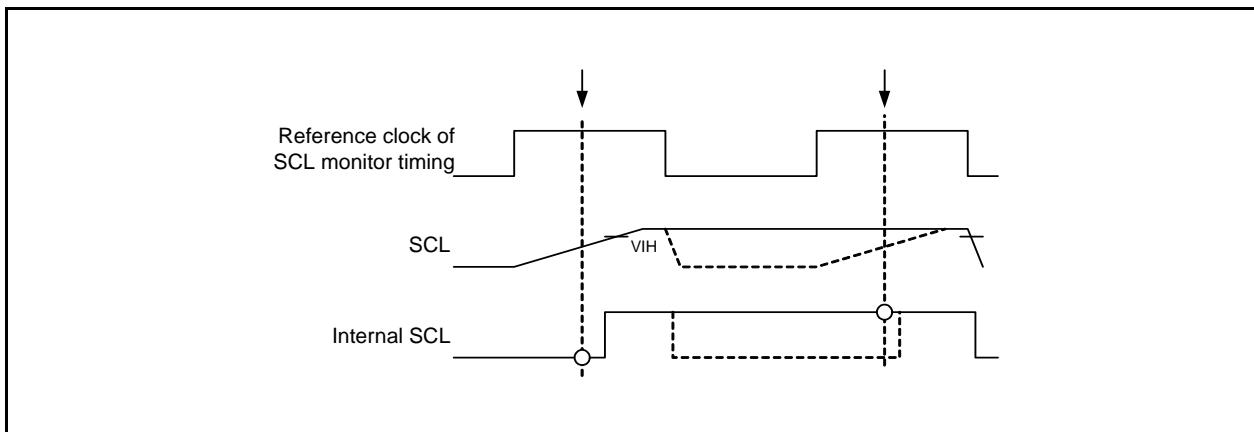 Reference clock of
SCL monitor timing
SCL
VIH
Internal SCL